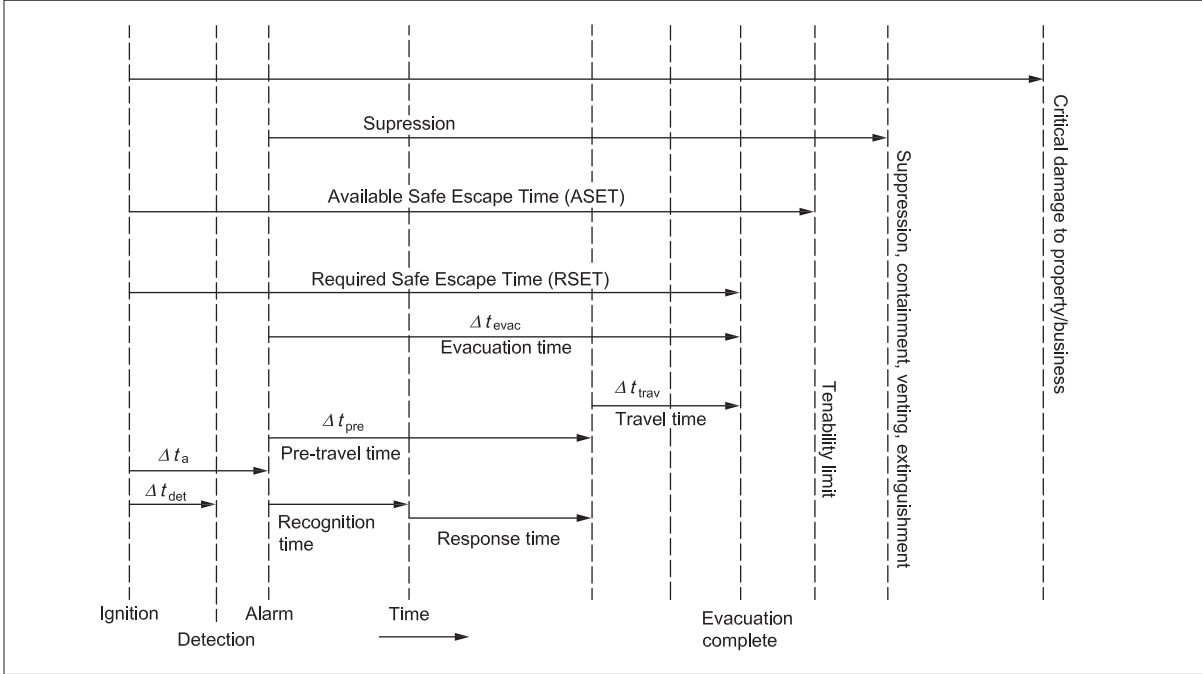 Supression
Available Safe Escape Time (ASET)
Required Safe Escape Time (RSET)
Δ t evac
Evacuation time
Δ t trav
Travel time
Δ t pre
Pre-travel time
Δ t a
Δ t det
Recognition
time
Response time
Tenability limit
Suppression, containment, venting, extinguishment
Critical damage to property/business
Ignition
Detection
Alarm
Time
Evacuation
complete